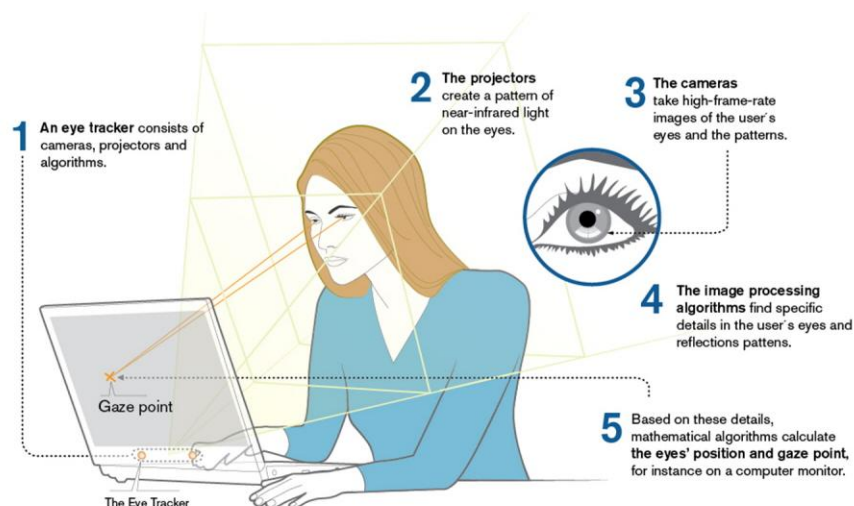 1 An eye tracker consists of
cameras, projectors and
algorithms.
2 The projectors
create a pattern of
near-infrared light
on the eyes.
3 The cameras
take high-frame-rate
images of the user´s
eyes and the patterns.
4 The image processing
algorithms find specific
details in the user´s eyes and
reflections pattens.
5 Based on these details,
mathematical algorithms calculate
the eyes' position and gaze point,
for instance on a computer monitor.
Gaze point
The Eye Tracker